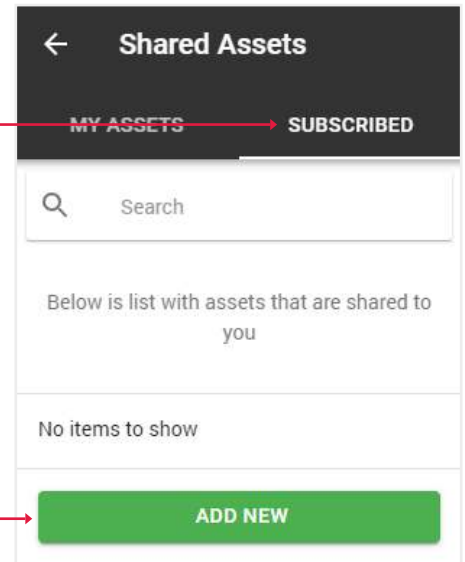 Shared Assets
MY ASSETS SUBSCRIBED
Search
Below is list with assets that are shared to
you
No items to show
ADD NEW